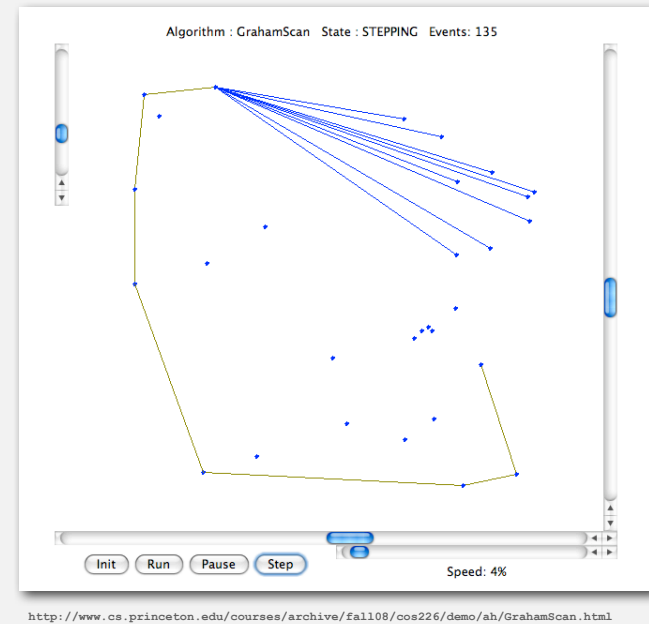 Algorithm : GrahamScan   State : STEPPING   Events: 135
Init Run Pause Step
Speed: 4%
http://www.cs.princeton.edu/courses/archive/fall08/cos226/demo/ah/GrahamScan.html